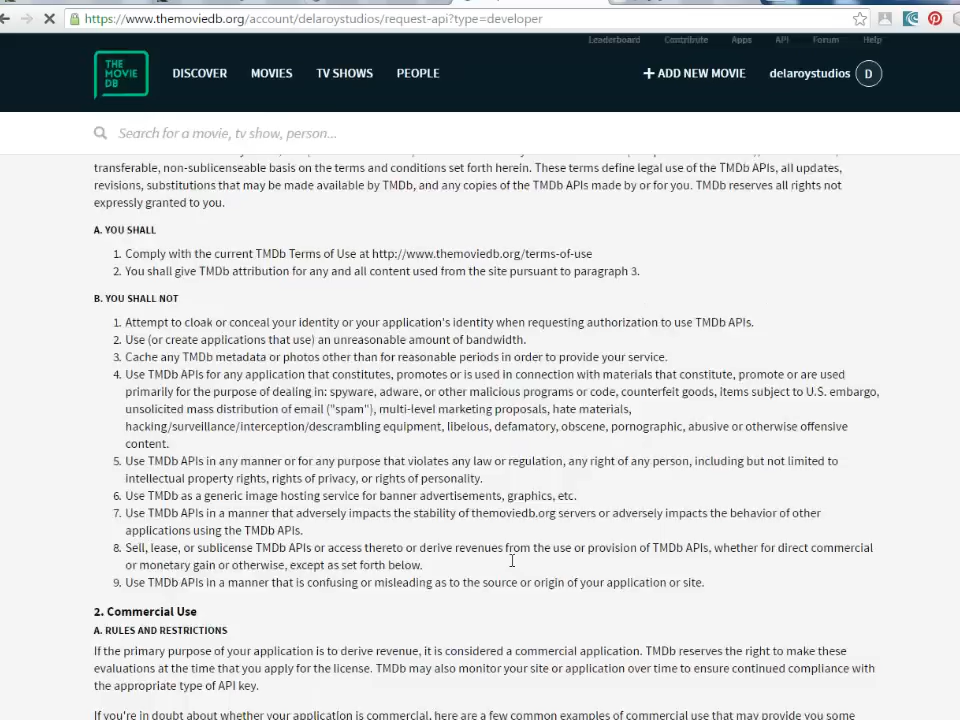 https://www.themoviedb.org/account/delaroystudios/request-api?type=developer
Leaderboard Contribute Apps API Forum Help
THE
MOVIE
DB
DISCOVER MOVIES TV SHOWS PEOPLE + ADD NEW MOVIE delaroystudios D
Search for a movie, tv show, person...
transferable, non-sublicenseable basis on the terms and conditions set forth herein. These terms define legal use of the TMDb APIs, all updates,
revisions, substitutions that may be made available by TMDb, and any copies of the TMDb APIs made by or for you. TMDb reserves all rights not
expressly granted to you.
A. YOU SHALL
1. Comply with the current TMDb Terms of Use at http://www.themoviedb.org/terms-of-use
2. You shall give TMDb attribution for any and all content used from the site pursuant to paragraph 3.
B. YOU SHALL NOT
1. Attempt to cloak or conceal your identity or your application's identity when requesting authorization to use TMDb APIs.
2. Use (or create applications that use) an unreasonable amount of bandwidth.
3. Cache any TMDb metadata or photos other than for reasonable periods in order to provide your service.
4. Use TMDb APIs for any application that constitutes, promotes or is used in connection with materials that constitute, promote or are used
primarily for the purpose of dealing in: spyware, adware, or other malicious programs or code, counterfeit goods, items subject to U.S. embargo,
unsolicited mass distribution of email ("spam"), multi-level marketing proposals, hate materials,
hacking/surveillance/interception/descrambling equipment, libelous, defamatory, obscene, pornographic, abusive or otherwise offensive
content.
5. Use TMDb APIs in any manner or for any purpose that violates any law or regulation, any right of any person, including but not limited to
intellectual property rights, rights of privacy, or rights of personality.
6. Use TMDb as a generic image hosting service for banner advertisements, graphics, etc.
7. Use TMDb APIs in a manner that adversely impacts the stability of themoviedb.org servers or adversely impacts the behavior of other
applications using the TMDb APIs.
8. Sell, lease, or sublicense TMDb APIs or access thereto or derive revenues from the use or provision of TMDb APIs, whether for direct commercial
or monetary gain or otherwise, except as set forth below.
9. Use TMDb APIs in a manner that is confusing or misleading as to the source or origin of your application or site.
2. Commercial Use
A. RULES AND RESTRICTIONS
If the primary purpose of your application is to derive revenue, it is considered a commercial application. TMDb reserves the right to make these
evaluations at the time that you apply for the license. TMDb may also monitor your site or application over time to ensure continued compliance with
the appropriate type of API key.
If you're in doubt about whether your application is commercial, here are a few common examples of commercial use that may provide you some